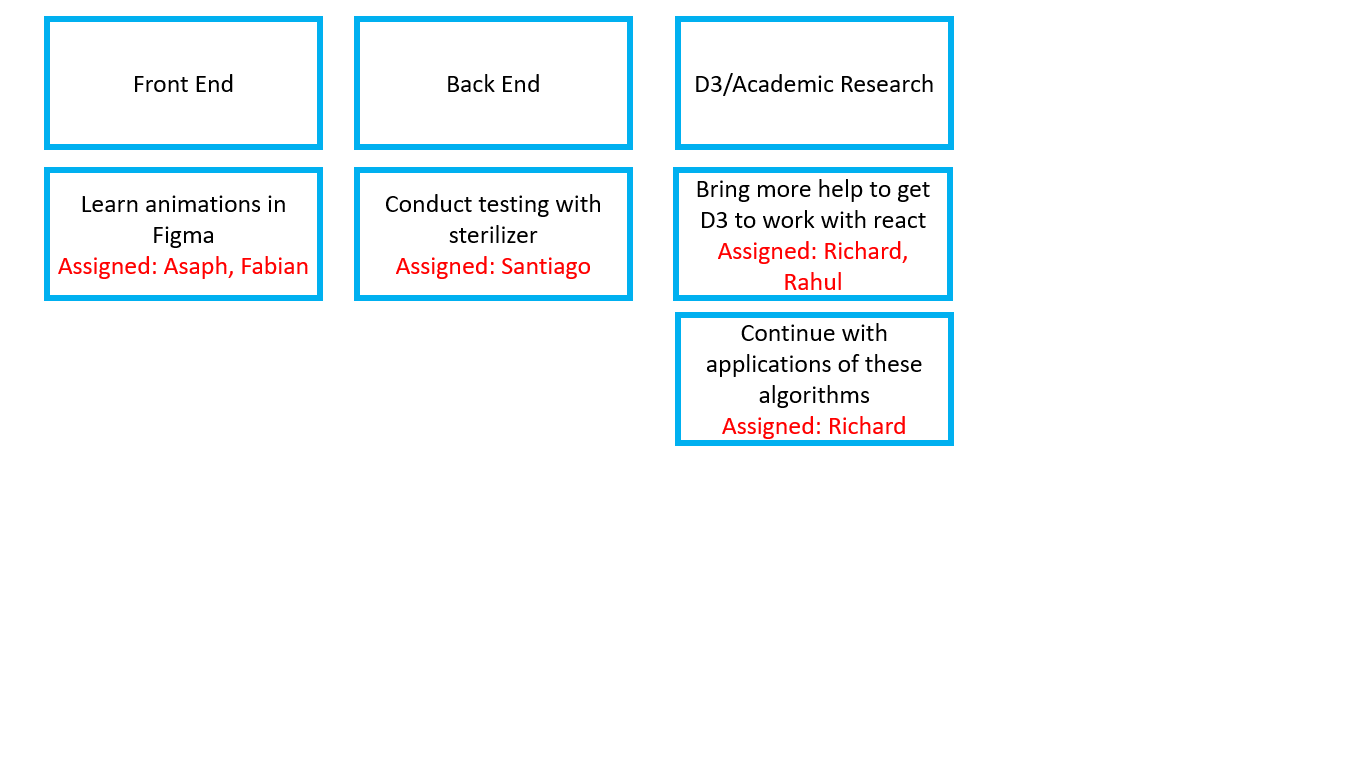 Front End
Back End
D3/Academic Research
Learn animations in
Figma
Assigned: Asaph, Fabian
Conduct testing with
sterilizer
Assigned: Santiago
Bring more help to get
D3 to work with react
Assigned: Richard,
Rahul
Continue with
applications of these
algorithms
Assigned: Richard